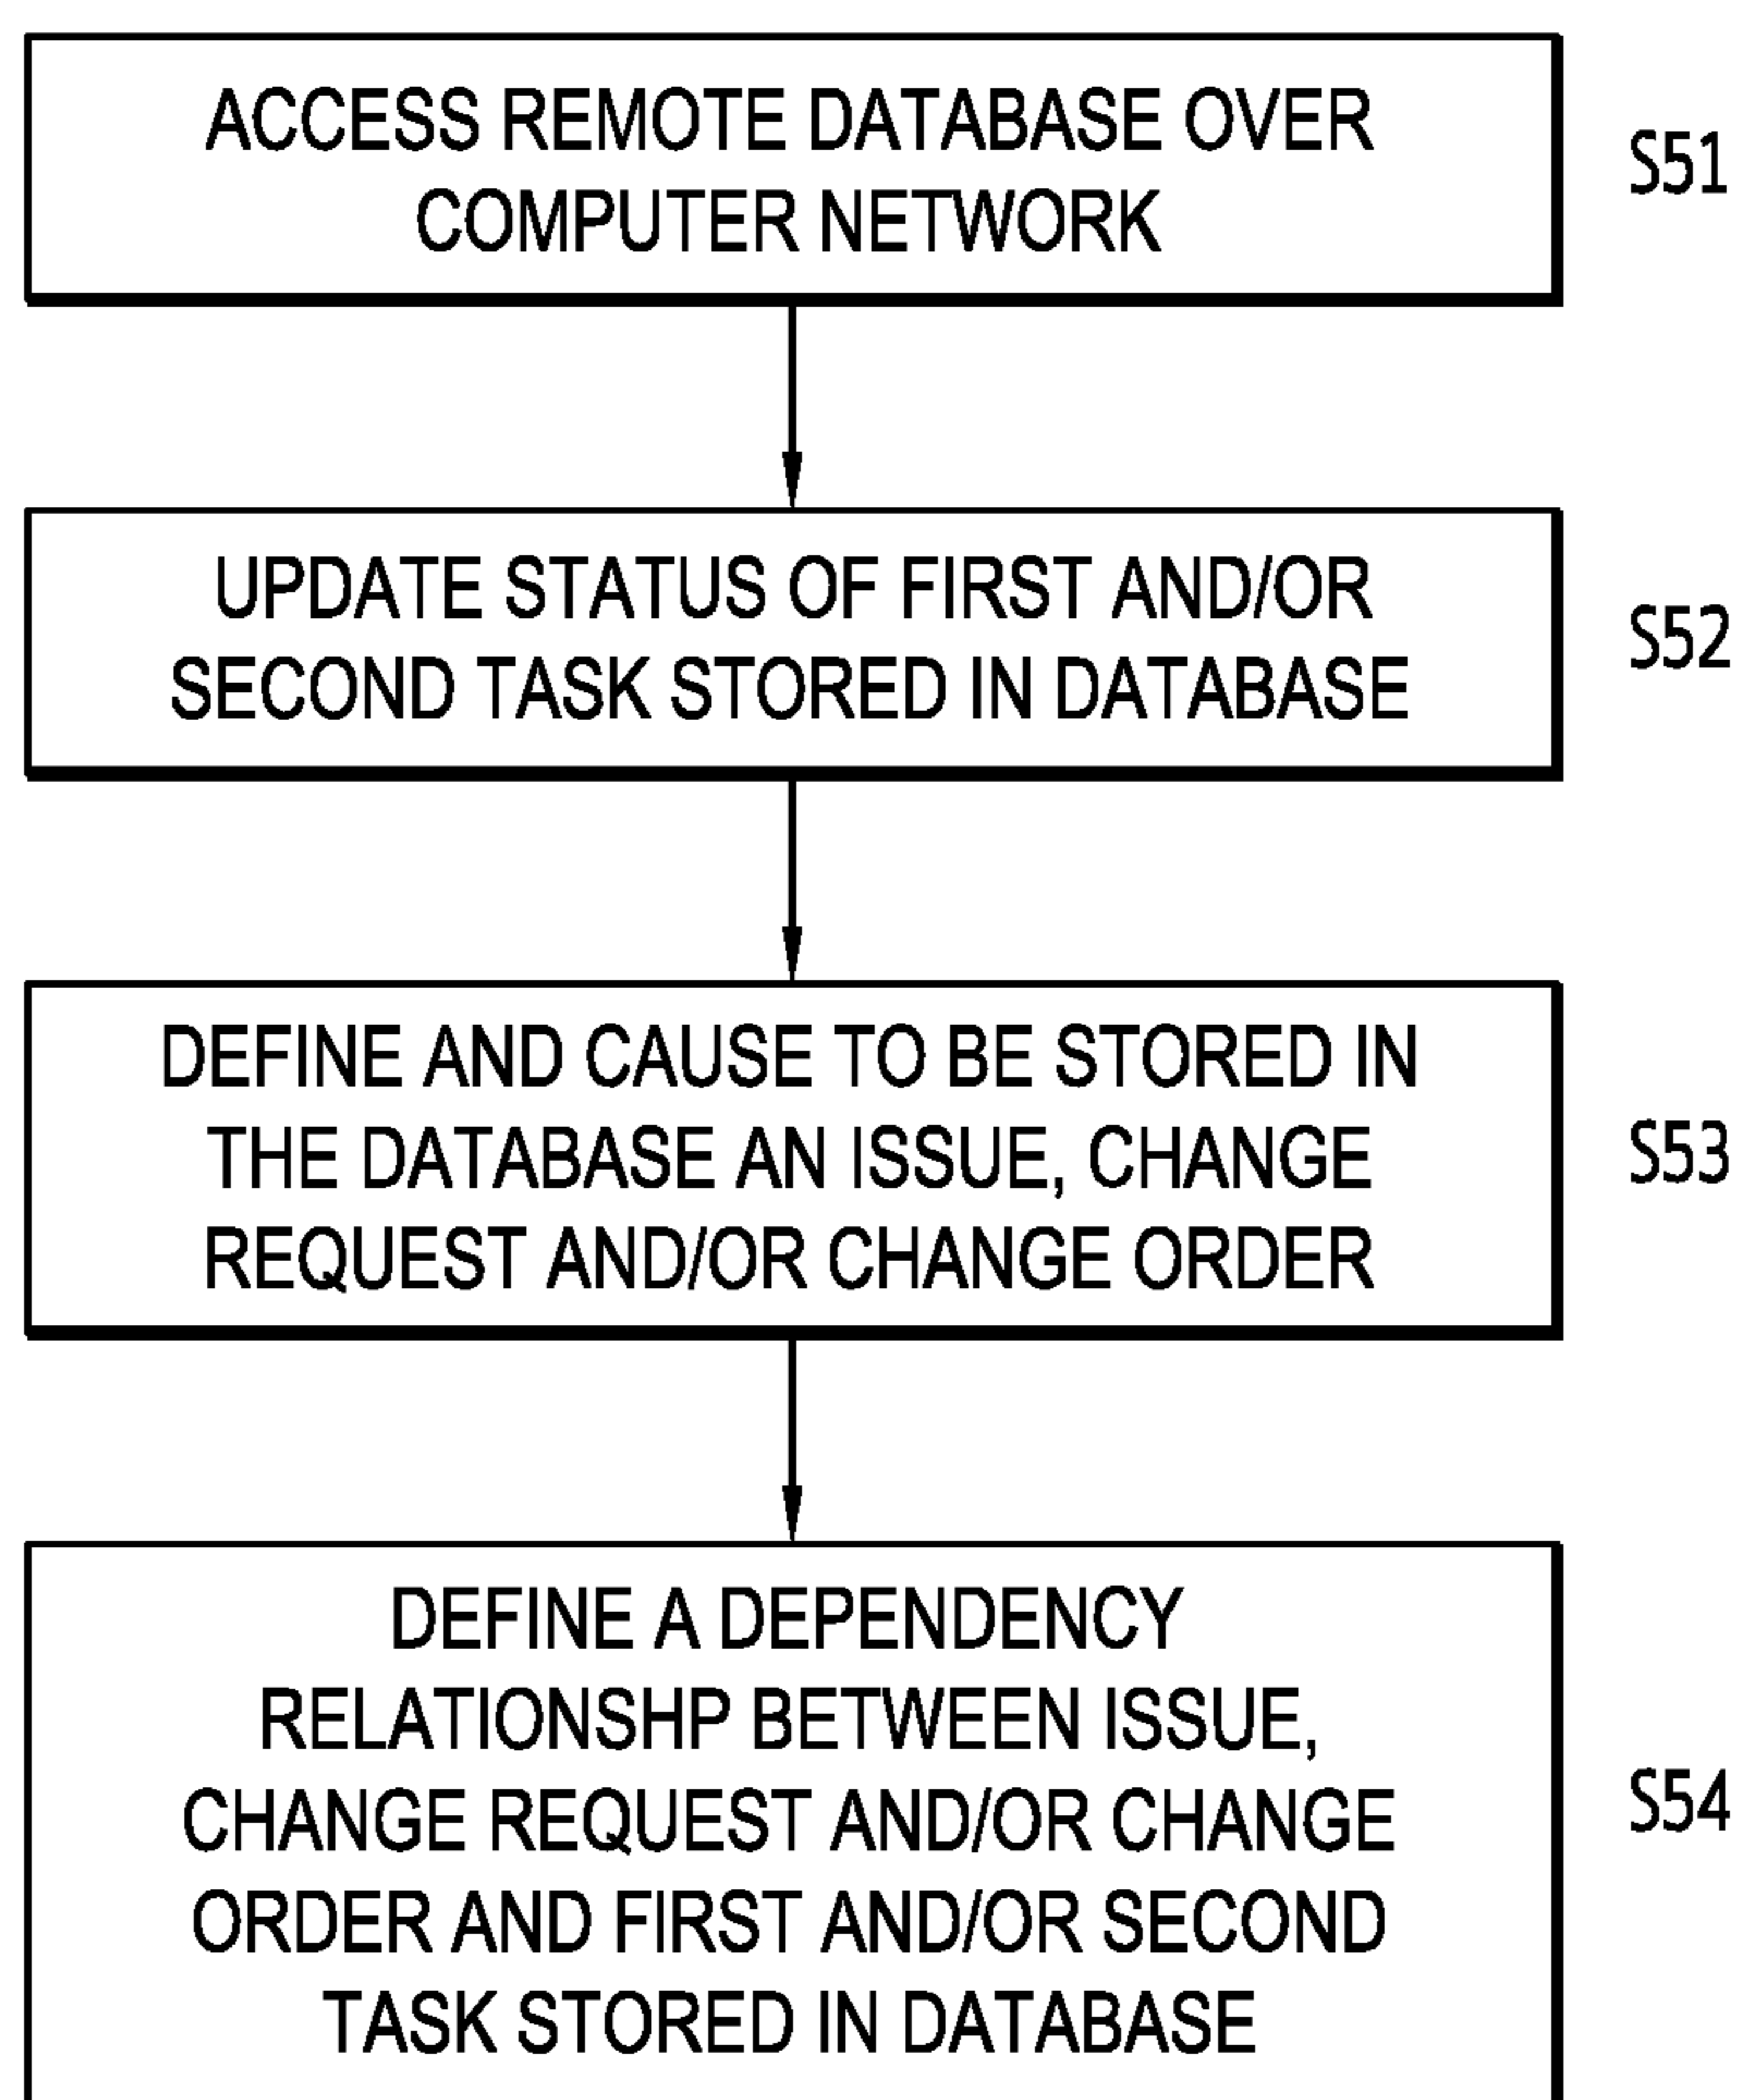 ACCESS REMOTE DATABASE OVER
COMPUTER NETWORK
S51
UPDATE STATUS OF FIRST AND/OR
SECOND TASK STORED IN DATABASE
S52
DEFINE AND CAUSE TO BE STORED IN
THE DATABASE AN ISSUE, CHANGE
REQUEST AND/OR CHANGE ORDER
S53
DEFINE A DEPENDENCY
RELATIONSHP BETWEEN ISSUE,
CHANGE REQUEST AND/OR CHANGE
ORDER AND FIRST AND/OR SECOND
TASK STORED IN DATABASE
S54